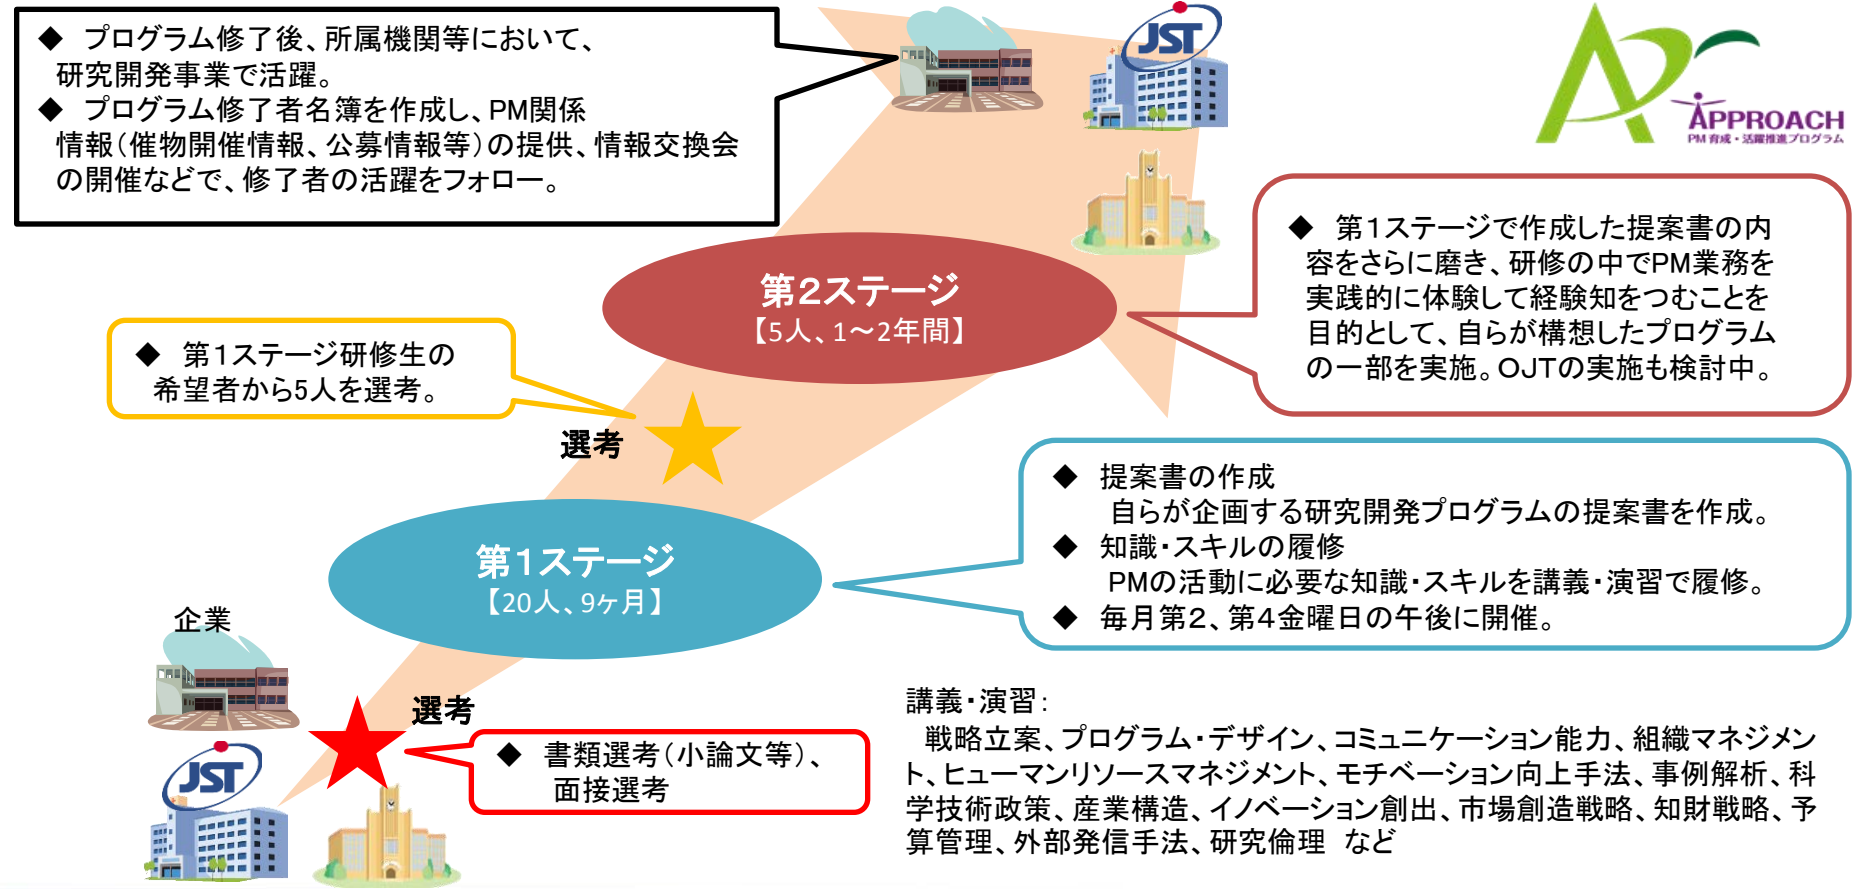 ◆ プログラム修了後、所属機関等において、
研究開発事業で活躍。
◆ プログラム修了者名簿を作成し、PM関係
情報(催物開催情報、公募情報等)の提供、情報交換会
の開催などで、修了者の活躍をフォロー。
JST
APPROACH
PM 育成・活躍推進プログラム
◆ 第1ステージで作成した提案書の内
容をさらに磨き、研修の中でPM業務を
実践的に体験して経験知をつむことを
目的として、自らが構想したプログラム
の一部を実施。OJTの実施も検討中。
第2ステージ
【5人、1～2年間】
◆ 第1ステージ研修生の
希望者から5人を選考。
選考
◆ 提案書の作成
自らが企画する研究開発プログラムの提案書を作成。
◆ 知識・スキルの履修
PMの活動に必要な知識・スキルを講義・演習で履修。
◆ 毎月第2、第4金曜日の午後に開催。
第1ステージ
【20人、9ヶ月】
企業
選考
◆ 書類選考(小論文等)、
面接選考
JST
講義・演習:
戦略立案、プログラム・デザイン、コミュニケーション能力、組織マネジメン
ト、ヒューマンリソースマネジメント、モチベーション向上手法、事例解析、科
学技術政策、産業構造、イノベーション創出、市場創造戦略、知財戦略、予
算管理、外部発信手法、研究倫理 など